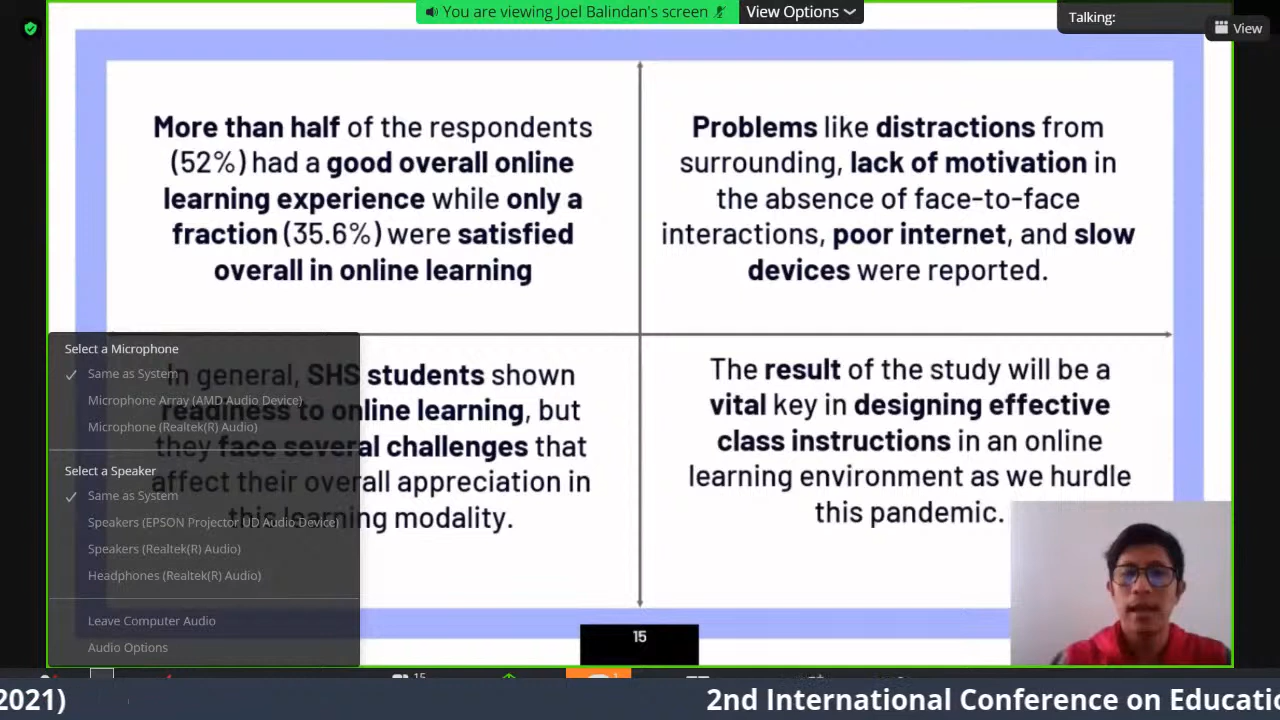 You are viewing Joel Balindan's screen
View Options
Talking:
View
More than half of the respondents
(52%) had a good overall online
learning experience while only a
fraction (35.6%) were satisfied
overall in online learning
Problems like distractions from
surrounding, lack of motivation in
the absence of face-to-face
interactions, poor internet, and slow
devices were reported.
In general, SHS students shown
readiness to online learning, but
they face several challenges that
affect their overall appreciation in
this learning modality.
The result of the study will be a
vital key in designing effective
class instructions in an online
learning environment as we hurdle
this pandemic.
Select a Microphone
Same as System
Microphone Array (AMD Audio Device)
Microphone (Realtek(R) Audio)
Select a Speaker
Same as System
Speakers (EPSON Projector UD Audio Device)
Speakers (Realtek(R) Audio)
Headphones (Realtek(R) Audio)
Leave Computer Audio
Audio Options
15
15
2021)
2nd International Conference on Educatio